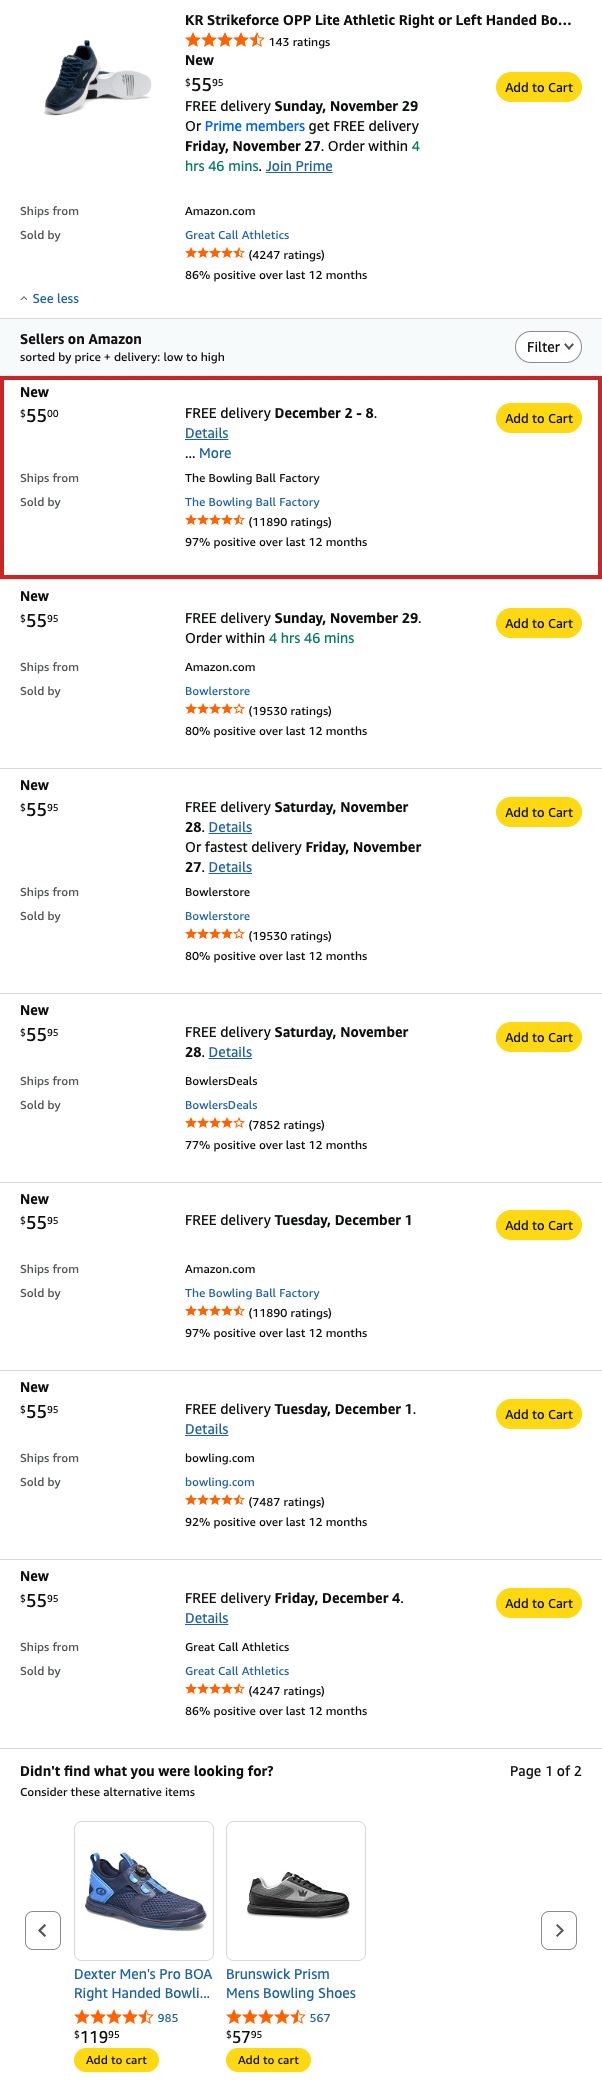 KR Strikeforce OPP Lite Athletic Right or Left Handed Bo...
143 ratings
New
$55 95
Add to Cart
FREE delivery Sunday, November 29
Or Prime members get FREE delivery
Friday, November 27. Order within 4
hrs 46 mins. Join Prime
Ships from
Amazon.com
Sold by
Great Call Athletics
(4247 ratings)
86% positive over last 12 months
See less
Sellers on Amazon
sorted by price + delivery: low to high
Filter
New
$55 00
FREE delivery December 2 - 8.
Details
... More
Add to Cart
Ships from
The Bowling Ball Factory
Sold by
The Bowling Ball Factory
(11890 ratings)
97% positive over last 12 months
New
$55 95
FREE delivery Sunday, November 29.
Order within 4 hrs 46 mins
Add to Cart
Ships from
Amazon.com
Sold by
Bowlerstore
(19530 ratings)
80% positive over last 12 months
New
$55 95
FREE delivery Saturday, November
28. Details
Or fastest delivery Friday, November
27. Details
Add to Cart
Ships from
Bowlerstore
Sold by
Bowlerstore
(19530 ratings)
80% positive over last 12 months
New
$55 95
FREE delivery Saturday, November
28. Details
Add to Cart
Ships from
BowlersDeals
Sold by
BowlersDeals
(7852 ratings)
77% positive over last 12 months
New
$55 95
FREE delivery Tuesday, December 1
Add to Cart
Ships from
Amazon.com
Sold by
The Bowling Ball Factory
(11890 ratings)
97% positive over last 12 months
New
$55 95
FREE delivery Tuesday, December 1.
Details
Add to Cart
Ships from
bowling.com
Sold by
bowling.com
(7487 ratings)
92% positive over last 12 months
New
$55 95
FREE delivery Friday, December 4.
Details
Add to Cart
Ships from
Great Call Athletics
Sold by
Great Call Athletics
(4247 ratings)
86% positive over last 12 months
Didn't find what you were looking for?
Page 1 of 2
Consider these alternative items
Dexter Men's Pro BOA
Right Handed Bowli...
985
$119 95
Add to cart
Brunswick Prism
Mens Bowling Shoes
567
$57 95
Add to cart